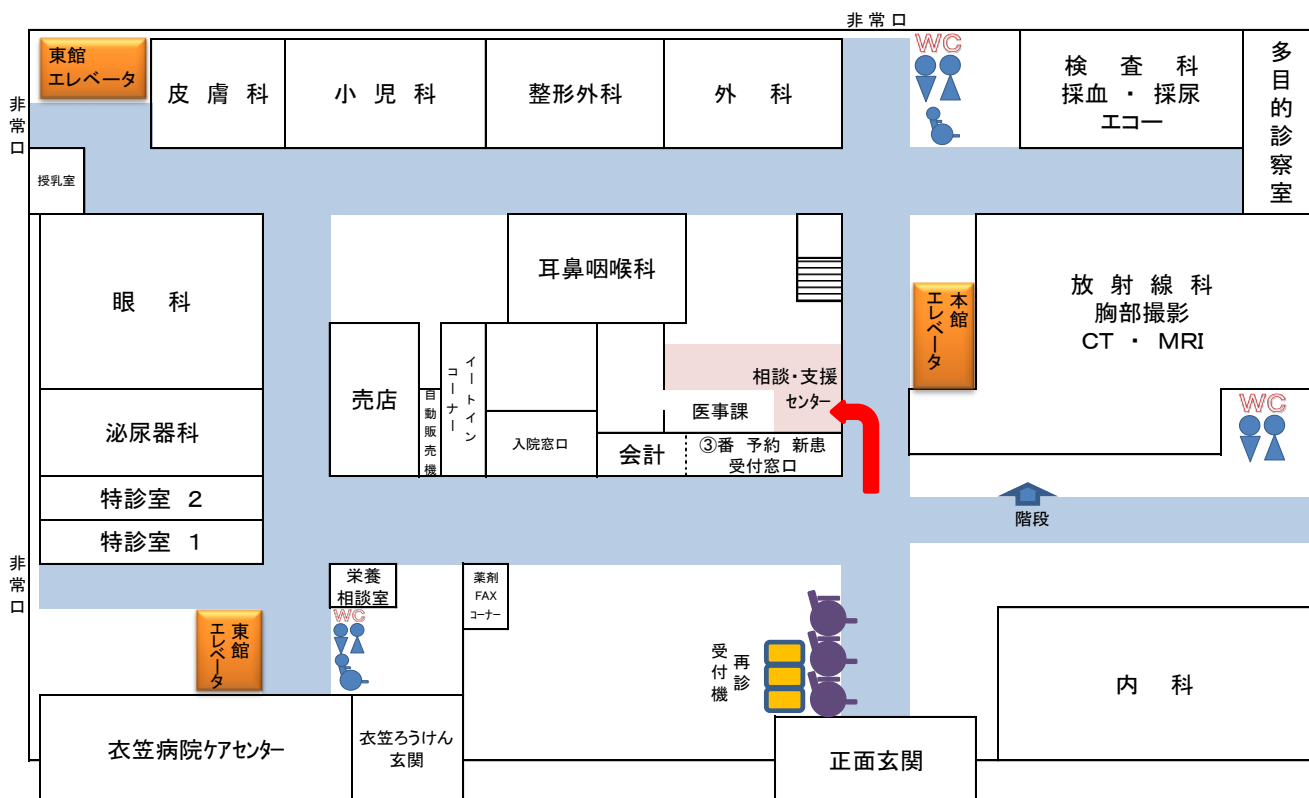 非常口
東館
エレベータ
皮膚科
小児科
整形外科
外科
WC
検査科
採血・採尿
エコー
多目的診察室
非常口
授乳室
眼科
耳鼻咽喉科
本館
エレベータ
放射線科
胸部撮影
CT・MRI
売店
自動販売機
イートイン
コーナー
相談・支援
センター
医事課
泌尿器科
入院窓口
会計
③番 予約 新患
受付窓口
WC
特診室 2
特診室 1
階段
非常口
栄養
相談室
薬剤
FAX
コーナー
WC
東館
エレベータ
再診
受付機
内科
衣笠病院ケアセンター
衣笠ろうけん
玄関
正面玄関